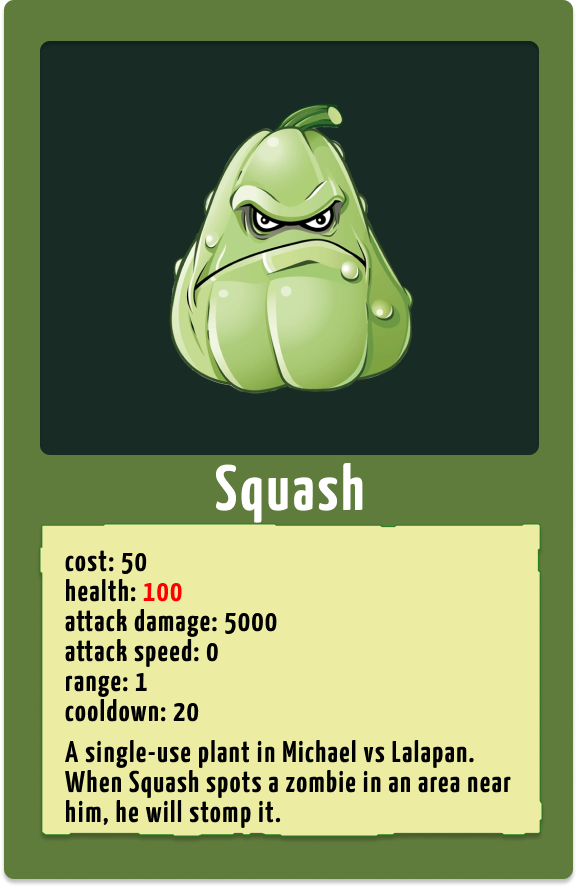 Squash
cost: 50
health: 100
attack damage: 5000
attack speed: 0
range: 1
cooldown: 20
A single-use plant in Michael vs Lalapan.
When Squash spots a zombie in an area near
him, he will stomp it.